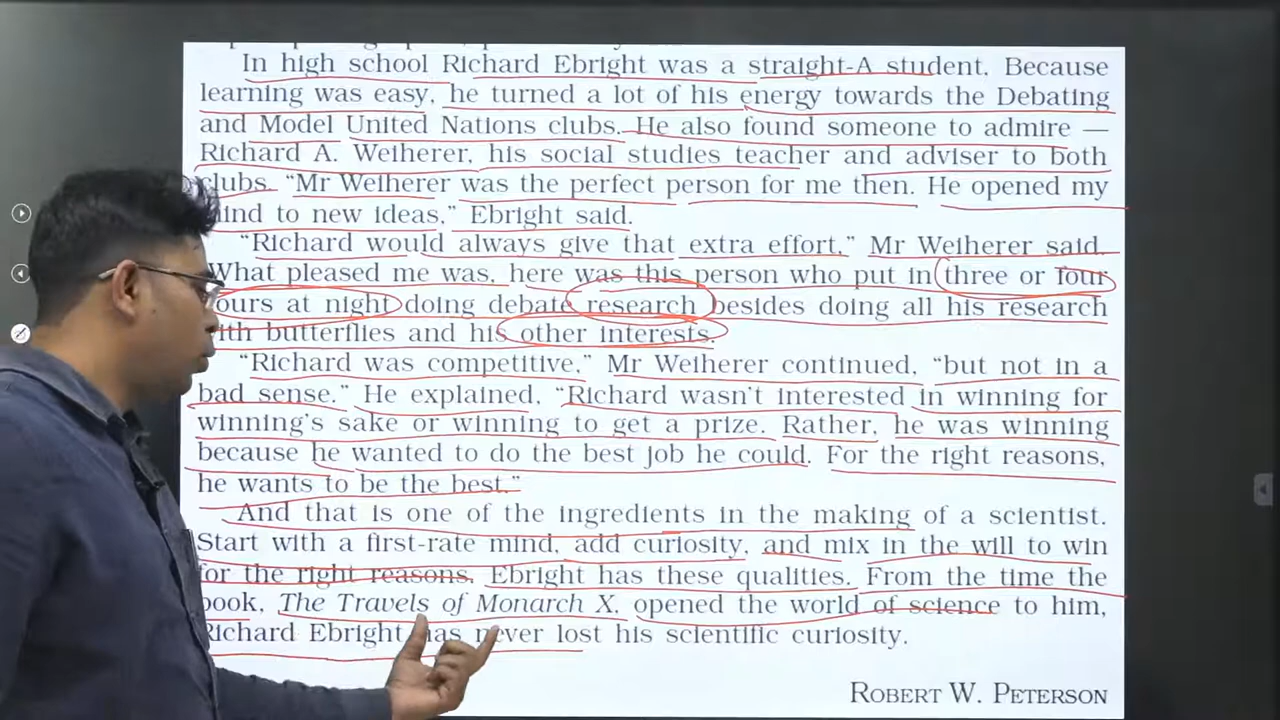 In high school Richard Ebright was a straight-A student. Because
learning was easy, he turned a lot of his energy towards the Debating
and Model United Nations clubs. He also found someone to admire —
Richard A. Weiherer, his social studies teacher and adviser to both
clubs. “Mr Weiherer was the perfect person for me then. He opened my
mind to new ideas,” Ebright said.
“Richard would always give that extra effort,” Mr Weiherer said.
“What pleased me was, here was this person who put in three or four
hours at night doing debate research besides doing all his research
with butterflies and his other interests.
“Richard was competitive,” Mr Weiherer continued, “but not in a
bad sense.” He explained, “Richard wasn't interested in winning for
winning's sake or winning to get a prize. Rather, he was winning
because he wanted to do the best job he could. For the right reasons,
he wants to be the best.”
And that is one of the ingredients in the making of a scientist.
Start with a first-rate mind, add curiosity, and mix in the will to win
for the right reasons. Ebright has these qualities. From the time the
book, The Travels of Monarch X, opened the world of science to him,
Richard Ebright has never lost his scientific curiosity.
ROBERT W. PETERSON